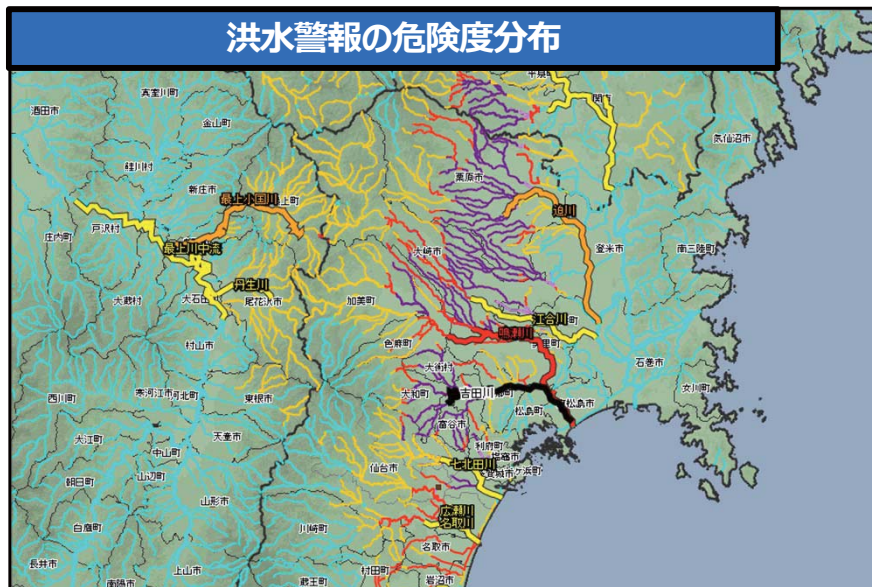 洪水警報の危険度分布
酒田市
真室川町
金山町
平泉町
気仙沼市
鮭川村
新庄市
最上小国川
栗原市
迫川
庄内町
戸沢村
最上川中流
登米市
南三陸町
大崎市
丹生川
大蔵村
大石田
尾花沢市
加美町
江合川
鳴瀬川
村山市
色麻町
石巻市
女川町
大衡村
西川町
寒河江市
河北町
東根市
大和町
吉田川
松島町
東松島市
富谷市
大江町
天童市
利府町
中山町
七北田川
仙台市
朝日町
山辺町
山形市
広瀬川
名取川
白鷹町
川崎町
名取市
長井市
上山市
村田町
南陽市
蔵王町
岩沼市